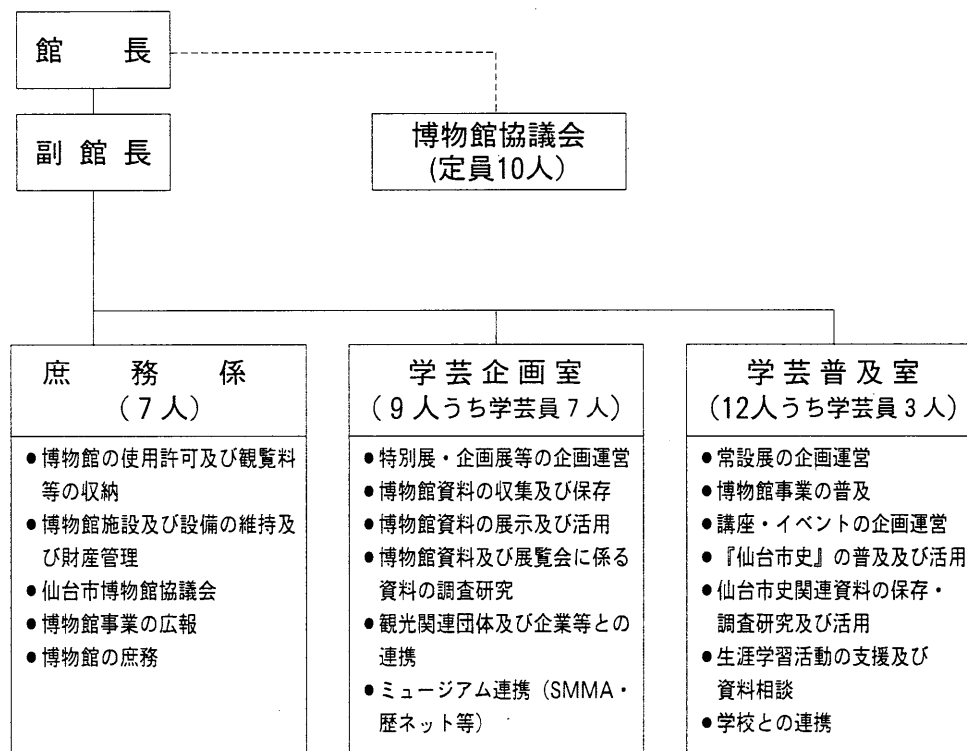 館長
副館長
博物館協議会
(定員10人)
庶務係
(7人)
●博物館の使用許可及び観覧料
等の収納
●博物館施設及び設備の維持及
び財産管理
●仙台市博物館協議会
●博物館事業の広報
●博物館の庶務
学芸企画室
(9人うち学芸員7人)
●特別展・企画展等の企画運営
●博物館資料の収集及び保存
●博物館資料の展示及び活用
●博物館資料及び展覧会に係る
資料の調査研究
●観光関連団体及び企業等との
連携
●ミュージアム連携(SMMA・
歴ネット等)
学芸普及室
(12人うち学芸員3人)
●常設展の企画運営
●博物館事業の普及
●講座・イベントの企画運営
●『仙台市史』の普及及び活用
●仙台市史関連資料の保存・
調査研究及び活用
●生涯学習活動の支援及び
資料相談
●学校との連携